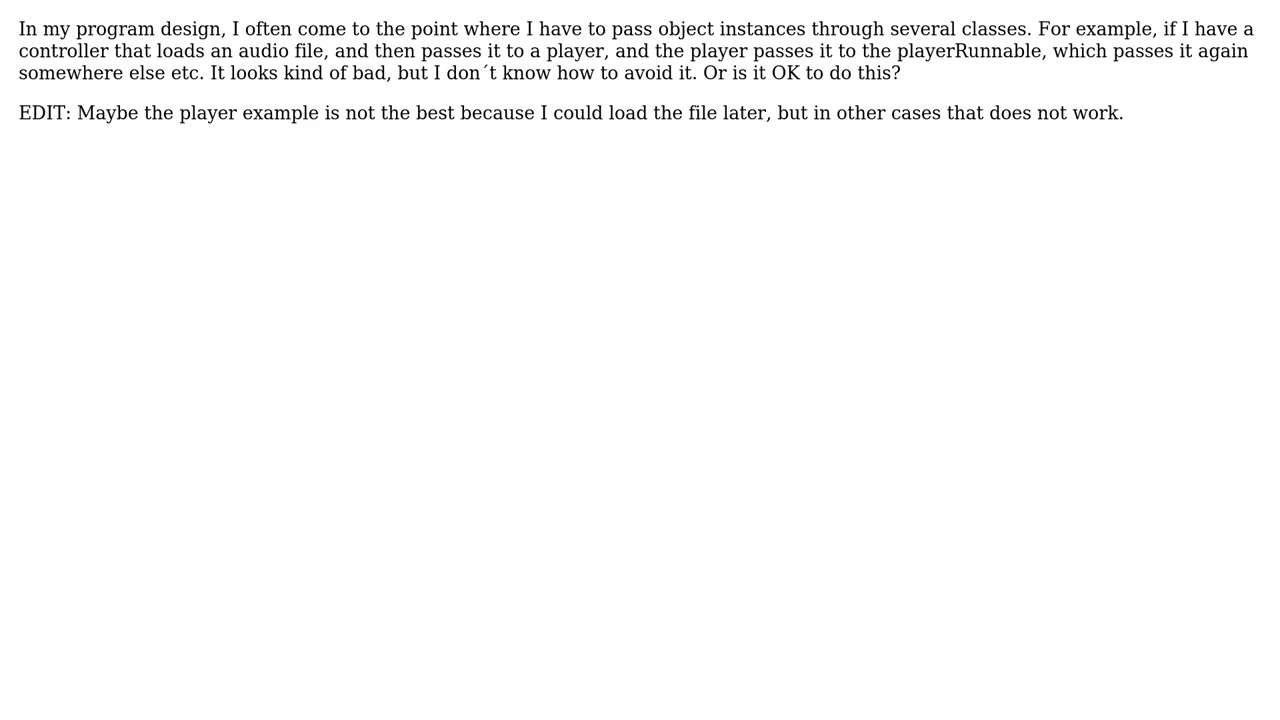 In my program design, I often come to the point where I have to pass object instances through several classes. For example, if I have a
controller that loads an audio file, and then passes it to a player, and the player passes it to the playerRunnable, which passes it again
somewhere else etc. It looks kind of bad, but I don´t know how to avoid it. Or is it OK to do this?
EDIT: Maybe the player example is not the best because I could load the file later, but in other cases that does not work.